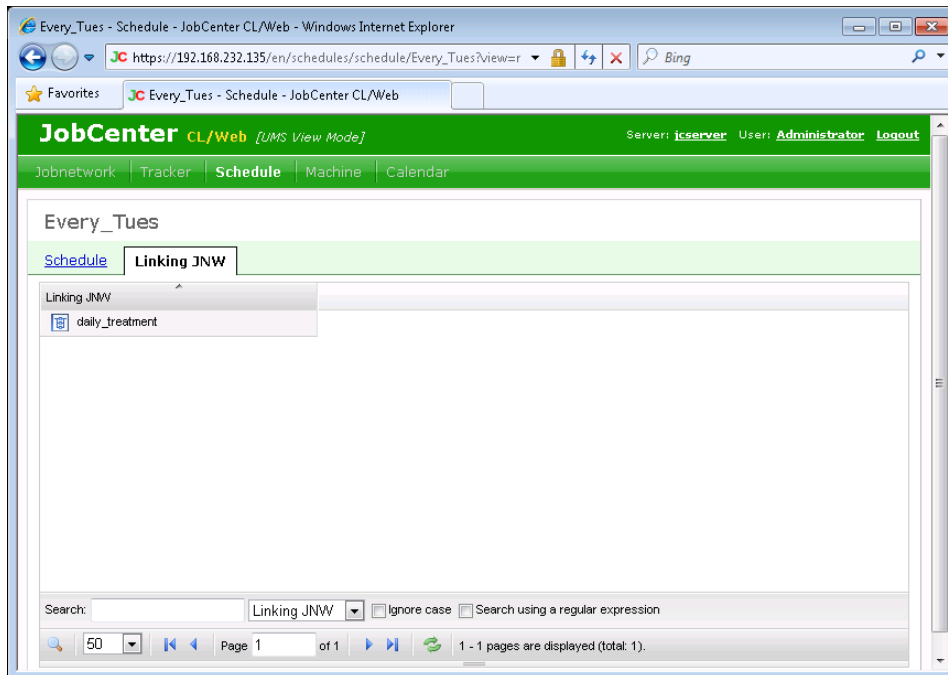 Every_Tues - Schedule - JobCenter CL/Web - Windows Internet Explorer
JC https://192.168.232.135/en/schedules/schedule/Every_Tues?view=r Bing
Favorites JC Every_Tues - Schedule - JobCenter CL/Web
JobCenter CL/Web [UMS View Mode] Server: jcserver User: Administrator Logout
Jobnetwork Tracker Schedule Machine Calendar
Every_Tues
Schedule Linking JNW
Linking JNW
daily_treatment
Search: Linking JNW Ignore case Search using a regular expression
50 Page 1 of 1 1 - 1 pages are displayed (total: 1).